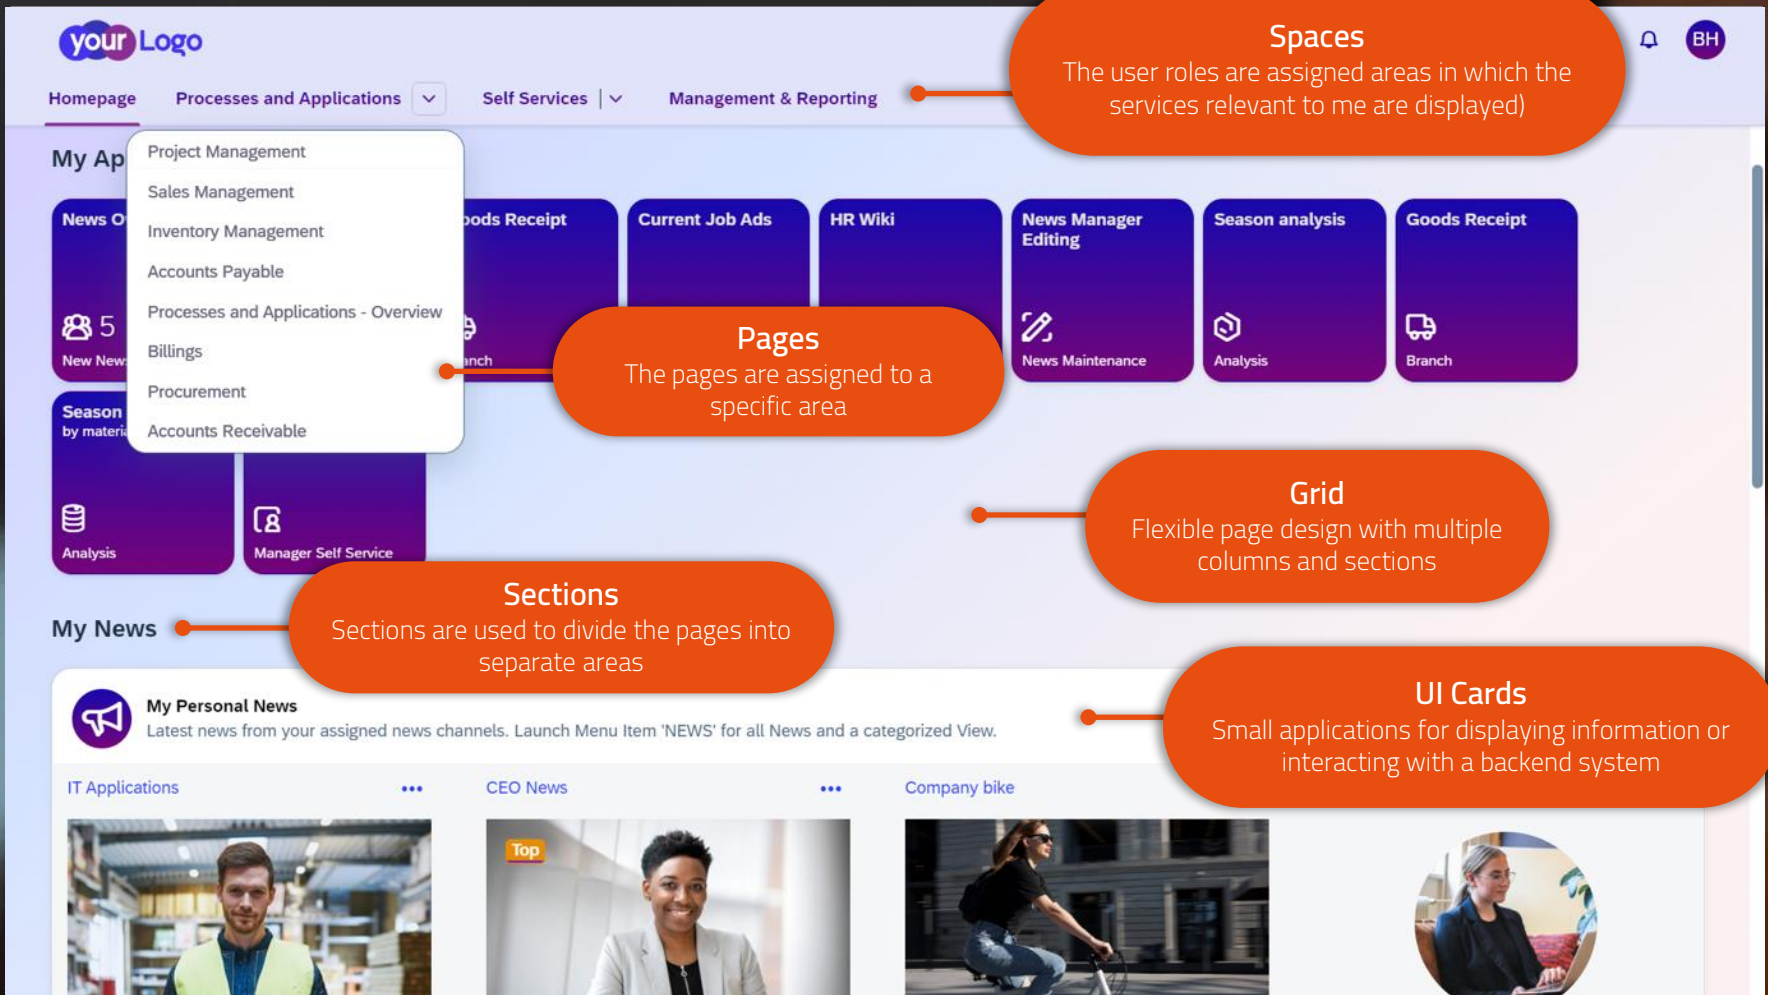 your Logo
BH
Homepage
Processes and Applications
Self Services
Management & Reporting
Spaces
The user roles are assigned areas in which the
services relevant to me are displayed)
My Ap
Project Management
Sales Management
Inventory Management
Accounts Payable
Processes and Applications - Overview
Billings
Procurement
Accounts Receivable
News O
5
New New
oods Receipt
anch
Current Job Ads
HR Wiki
News Manager
Editing
News Maintenance
Season analysis
Analysis
Goods Receipt
Branch
Pages
The pages are assigned to a
specific area
Season
by materia
Analysis
Manager Self Service
Grid
Flexible page design with multiple
columns and sections
Sections
Sections are used to divide the pages into
separate areas
My News
My Personal News
Latest news from your assigned news channels. Launch Menu Item 'NEWS' for all News and a categorized View.
UI Cards
Small applications for displaying information or
interacting with a backend system
IT Applications
CEO News
Company bike
Top